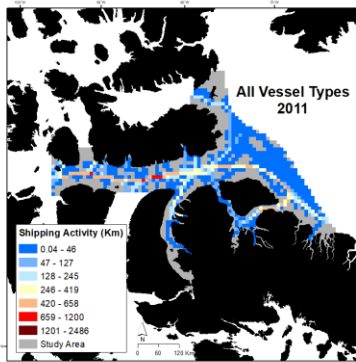 All Vessel Types
2011
Shipping Activity (Km)
0.04 - 46
47 - 127
128 - 245
246 - 419
420 - 658
659 - 1200
1201 - 2486
Study Area
N
0 30 60 120 Km